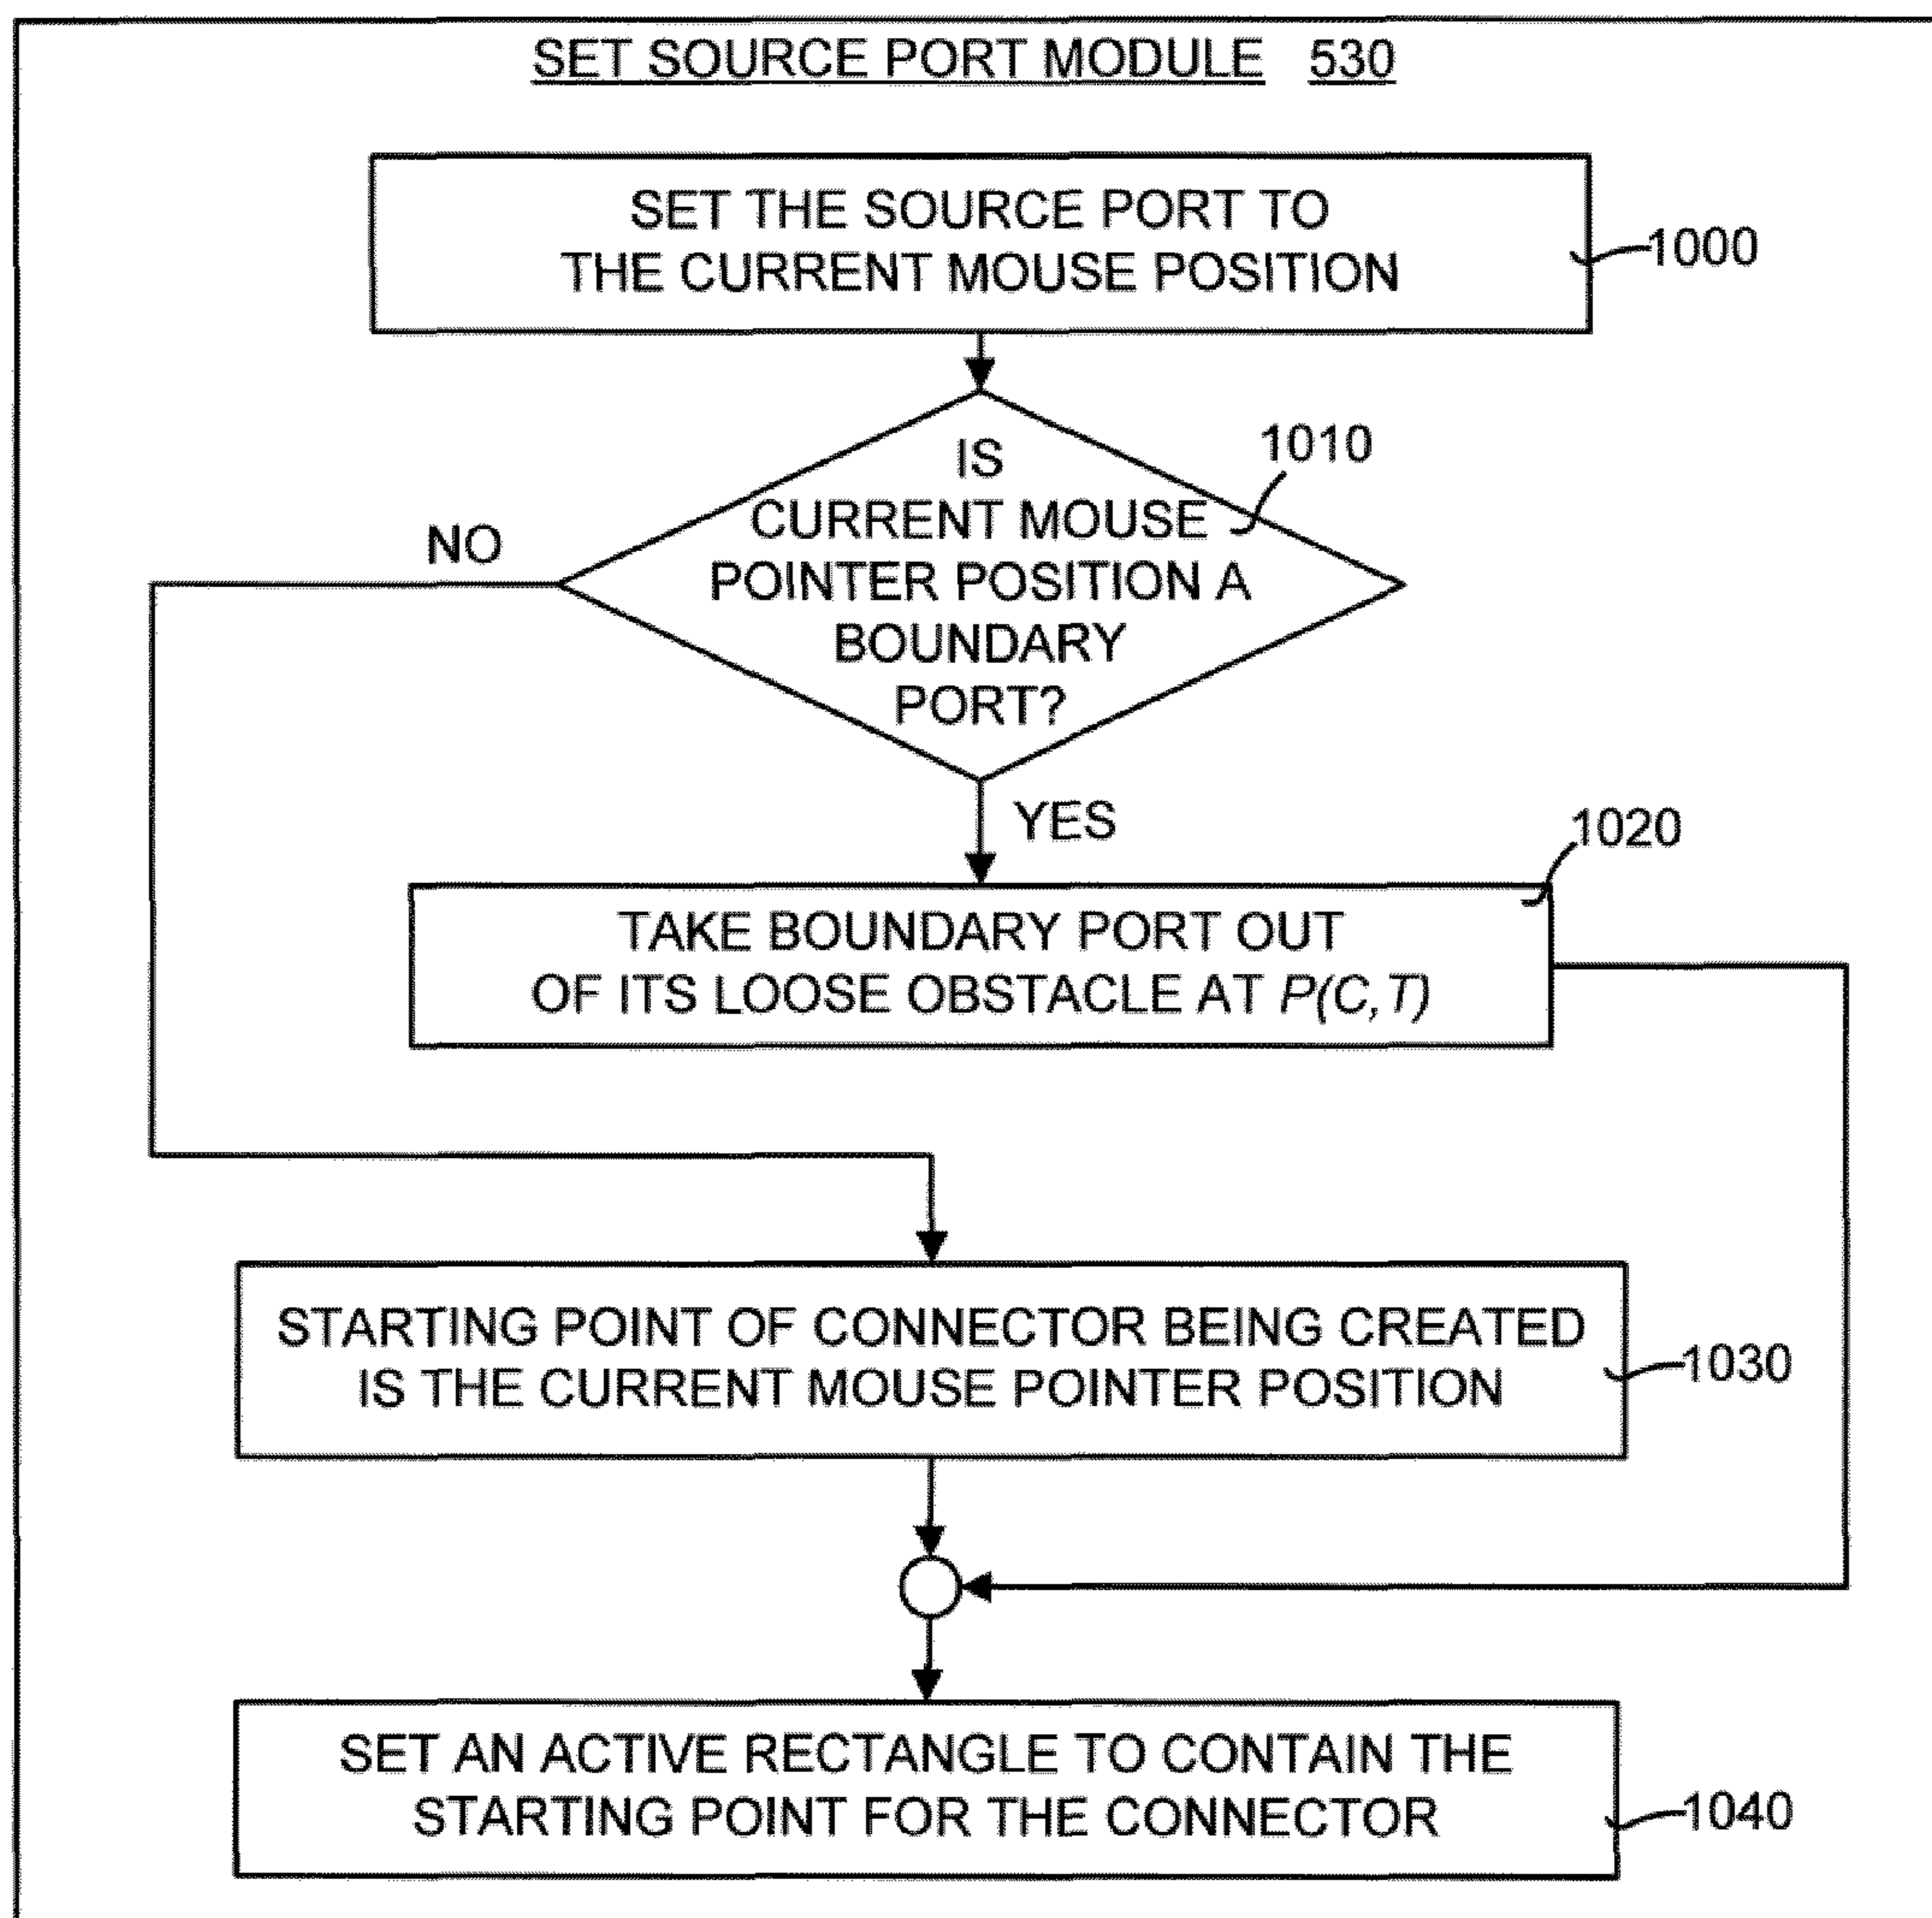 SET SOURCE PORT MODULE 530
SET THE SOURCE PORT TO
THE CURRENT MOUSE POSITION
1000
IS
1010
CURRENT MOUSE
NO
POINTER POSITION A
BOUNDARY
PORT?
YES
1020
TAKE BOUNDARY PORT OUT
OF ITS LOOSE OBSTACLE AT P(C,T)
STARTING POINT OF CONNECTOR BEING CREATED
IS THE CURRENT MOUSE POINTER POSITION
1030
SET AN ACTIVE RECTANGLE TO CONTAIN THE
STARTING POINT FOR THE CONNECTOR
1040